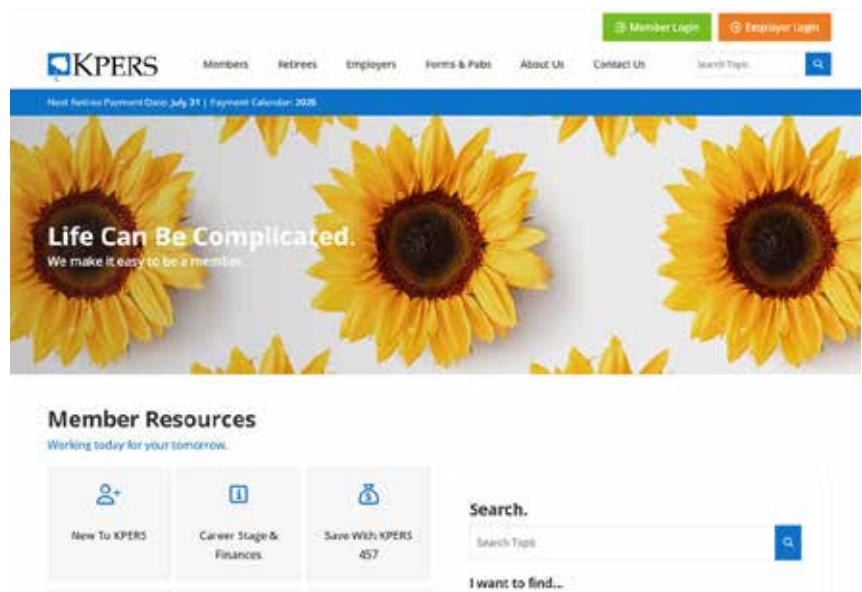 Member Login
Employer Login
KPERS
Members
Retirees
Employers
Forms & Pubs
About Us
Contact Us
Search Topic
Next Retiree Payment Date: July 31 | Payment Calendar: 2025
Life Can Be Complicated.
We make it easy to be a member.
Member Resources
Working today for your tomorrow.
New To KPERS
Career Stage &
Finances
Save With KPERS
457
Search.
Search Topic
I want to find...